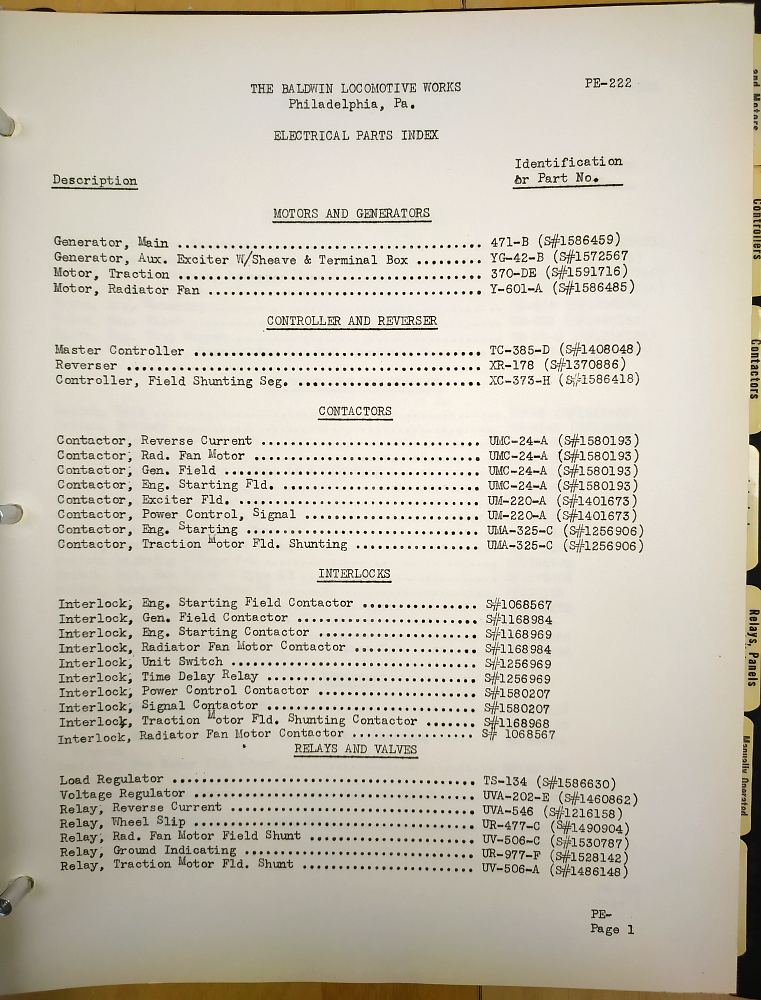 THE BALDWIN LOCOMOTIVE WORKS PE-222
Philadelphia, Pa.
ELECTRICAL PARTS INDEX
Identification
Description or Part No.
MOTORS AND GENERATORS
Generator, Main ........................................ 471-B (S#1586459)
Generator, Aux. Exciter W/Sheave & Terminal Box ......... YG-42-B (S#1572567
Motor, Traction ........................................ 370-DE (S#1591716)
Motor, Radiator Fan .................................... Y-601-A (S#1586485)
CONTROLLER AND REVERSER
Master Controller ...................................... TC-385-D (S#1408048)
Reverser ............................................... XR-178 (S#1370886)
Controller, Field Shunting Seg. ........................ XC-373-H (S#1586418)
CONTACTORS
Contactor, Reverse Current ............................. UMC-24-A (S#1580193)
Contactor, Rad. Fan Motor .............................. UMC-24-A (S#1580193)
Contactor, Gen. Field .................................. UMC-24-A (S#1580193)
Contactor, Eng. Starting Fld. .......................... UMC-24-A (S#1580193)
Contactor, Exciter Fld. ................................ UM-220-A (S#1401673)
Contactor, Power Control, Signal ....................... UM-220-A (S#1401673)
Contactor, Eng. Starting ............................... UMA-325-C (S#1256906)
Contactor, Traction Motor Fld. Shunting ................ UMA-325-C (S#1256906)
INTERLOCKS
Interlock, Eng. Starting Field Contactor ............... S#1068567
Interlock, Gen. Field Contactor ........................ S#1168984
Interlock, Eng. Starting Contactor ..................... S#1168969
Interlock, Radiator Fan Motor Contactor ................ S#1168984
Interlock, Unit Switch ................................. S#1256969
Interlock, Time Delay Relay ............................ S#1256969
Interlock, Power Control Contactor ..................... S#1580207
Interlock, Signal Contactor ............................ S#1580207
Interlock, Traction Motor Fld. Shunting Contactor ....... S#1168968
Interlock, Radiator Fan Motor Contactor ................ S# 1068567
RELAYS AND VALVES
Load Regulator ......................................... TS-134 (S#1586630)
Voltage Regulator ...................................... UVA-202-E (S#1460862)
Relay, Reverse Current ................................. UVA-546 (S#1216158)
Relay, Wheel Slip ...................................... UR-477-C (S#1490904)
Relay, Rad. Fan Motor Field Shunt ...................... UV-506-C (S#1530787)
Relay, Ground Indicating ............................... UR-977-F (S#1528142)
Relay, Traction Motor Fld. Shunt ....................... UV-506-A (S#1486148)
PE-
Page 1
and Motors
Controllers
Contactors
Relays, Panels
Manually Operated